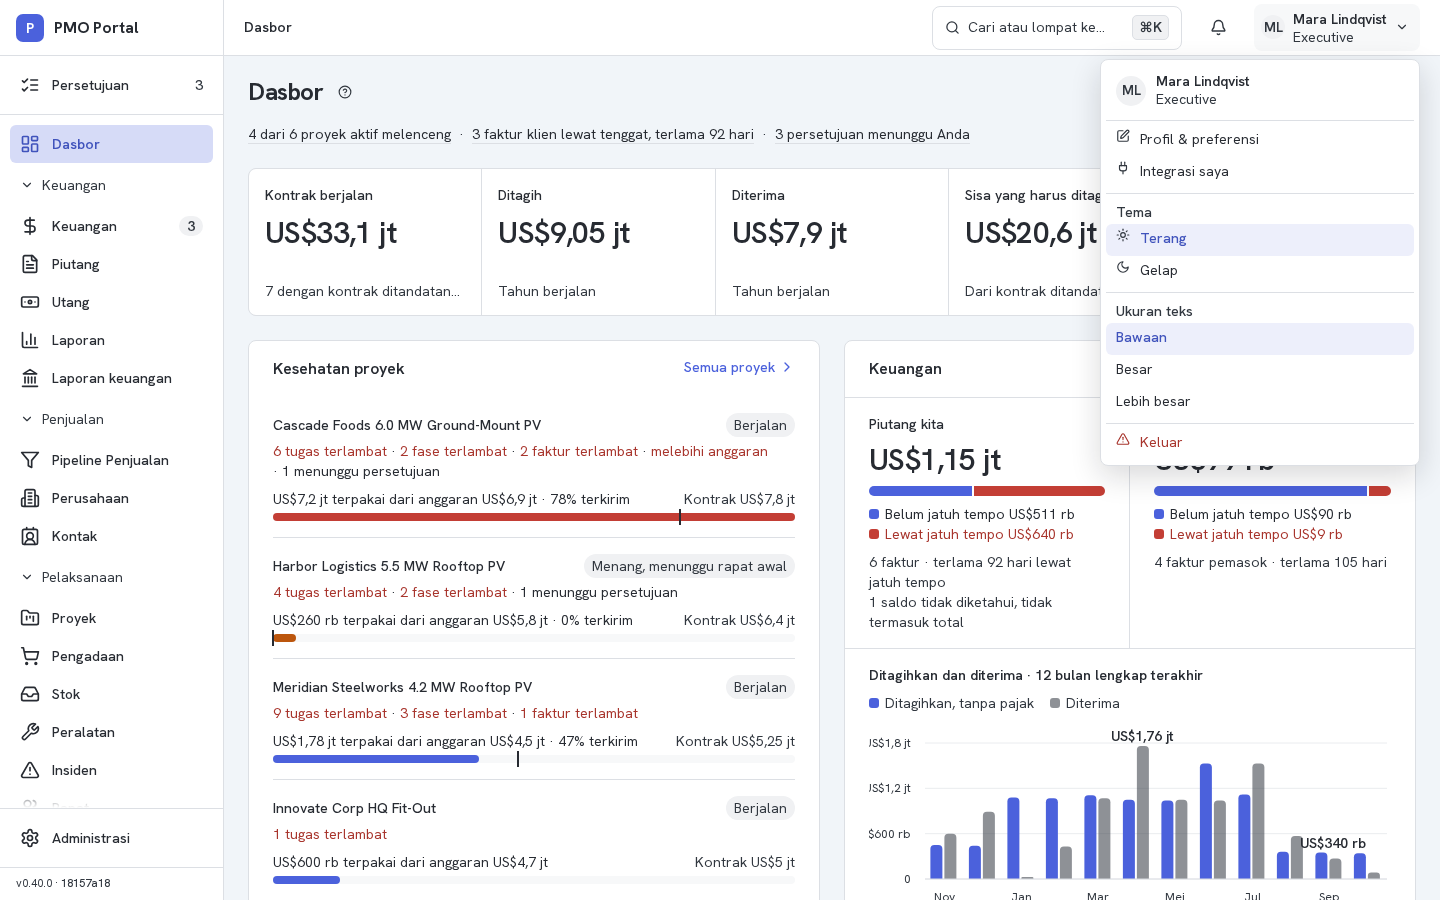 P PMO Portal
Persetujuan 3
Dasbor
Keuangan
Keuangan 3
Piutang
Utang
Laporan
Laporan keuangan
Penjualan
Pipeline Penjualan
Perusahaan
Kontak
Pelaksanaan
Proyek
Pengadaan
Stok
Peralatan
Insiden
Administrasi
v0.40.0 · 18157a18
Dasbor
Cari atau lompat ke... ⌘K
ML Mara Lindqvist
Executive
Dasbor
4 dari 6 proyek aktif melenceng · 3 faktur klien lewat tenggat, terlama 92 hari · 3 persetujuan menunggu Anda
Kontrak berjalan
US$33,1 jt
7 dengan kontrak ditandatan...
Ditagih
US$9,05 jt
Tahun berjalan
Diterima
US$7,9 jt
Tahun berjalan
Sisa yang harus ditag
US$20,6 jt
Dari kontrak ditandat
ML Mara Lindqvist
Executive
Profil & preferensi
Integrasi saya
Tema
Terang
Gelap
Ukuran teks
Bawaan
Besar
Lebih besar
Keluar
Kesehatan proyek Semua proyek
Cascade Foods 6.0 MW Ground-Mount PV Berjalan
6 tugas terlambat · 2 fase terlambat · 2 faktur terlambat · melebihi anggaran
· 1 menunggu persetujuan
US$7,2 jt terpakai dari anggaran US$6,9 jt · 78% terkirim Kontrak US$7,8 jt
Harbor Logistics 5.5 MW Rooftop PV Menang, menunggu rapat awal
4 tugas terlambat · 2 fase terlambat · 1 menunggu persetujuan
US$260 rb terpakai dari anggaran US$5,8 jt · 0% terkirim Kontrak US$6,4 jt
Meridian Steelworks 4.2 MW Rooftop PV Berjalan
9 tugas terlambat · 3 fase terlambat · 1 faktur terlambat
US$1,78 jt terpakai dari anggaran US$4,5 jt · 47% terkirim Kontrak US$5,25 jt
Innovate Corp HQ Fit-Out Berjalan
1 tugas terlambat
US$600 rb terpakai dari anggaran US$4,7 jt Kontrak US$5 jt
Keuangan
Piutang kita
US$1,15 jt
Belum jatuh tempo US$511 rb
Lewat jatuh tempo US$640 rb
6 faktur · terlama 92 hari lewat
jatuh tempo
1 saldo tidak diketahui, tidak
termasuk total
Belum jatuh tempo US$90 rb
Lewat jatuh tempo US$9 rb
4 faktur pemasok · terlama 105 hari
Ditagihkan dan diterima · 12 bulan lengkap terakhir
Ditagihkan, tanpa pajak Diterima
US$1,76 jt
JS$1,8 jt
JS$1,2 jt
$600 rb
US$340 rb
0
Nov Jan Mar Mei Jul Sep